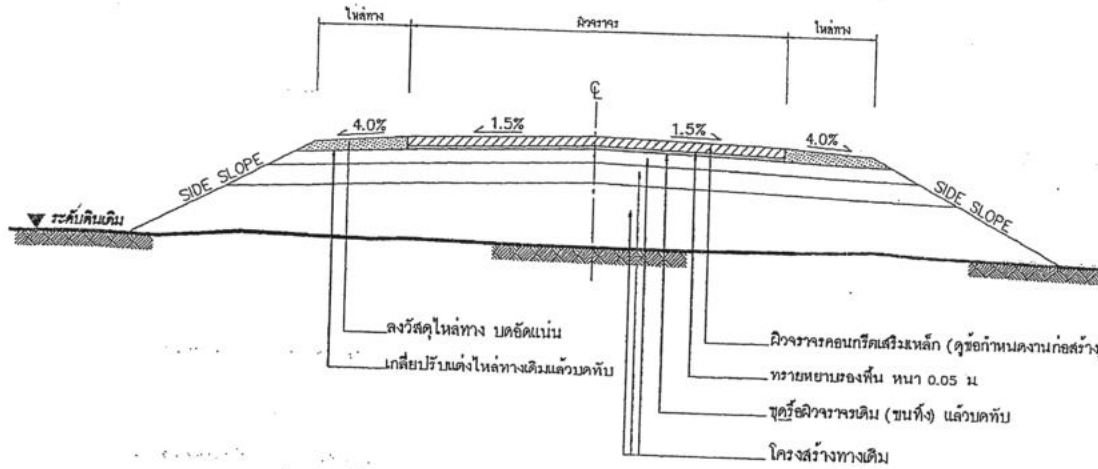 ไหล่ทาง
ผิวจราจร
ไหล่ทาง
℄
4.0%
1.5%
1.5%
4.0%
SIDE SLOPE
SIDE SLOPE
ระดับดินเดิม
ลงวัสดุไหล่ทาง บดอัดแน่น
เกลี่ยปรับแต่งไหล่ทางเดิมแล้วบดทับ
ผิวจราจรคอนกรีตเสริมเหล็ก (ดูข้อกำหนดงานก่อสร้าง
ทรายหยาบรองพื้น หนา 0.05 ม
ขุดรื้อผิวจราจรเดิม (ขนทิ้ง) แล้วบดทับ
โครงสร้างทางเดิม